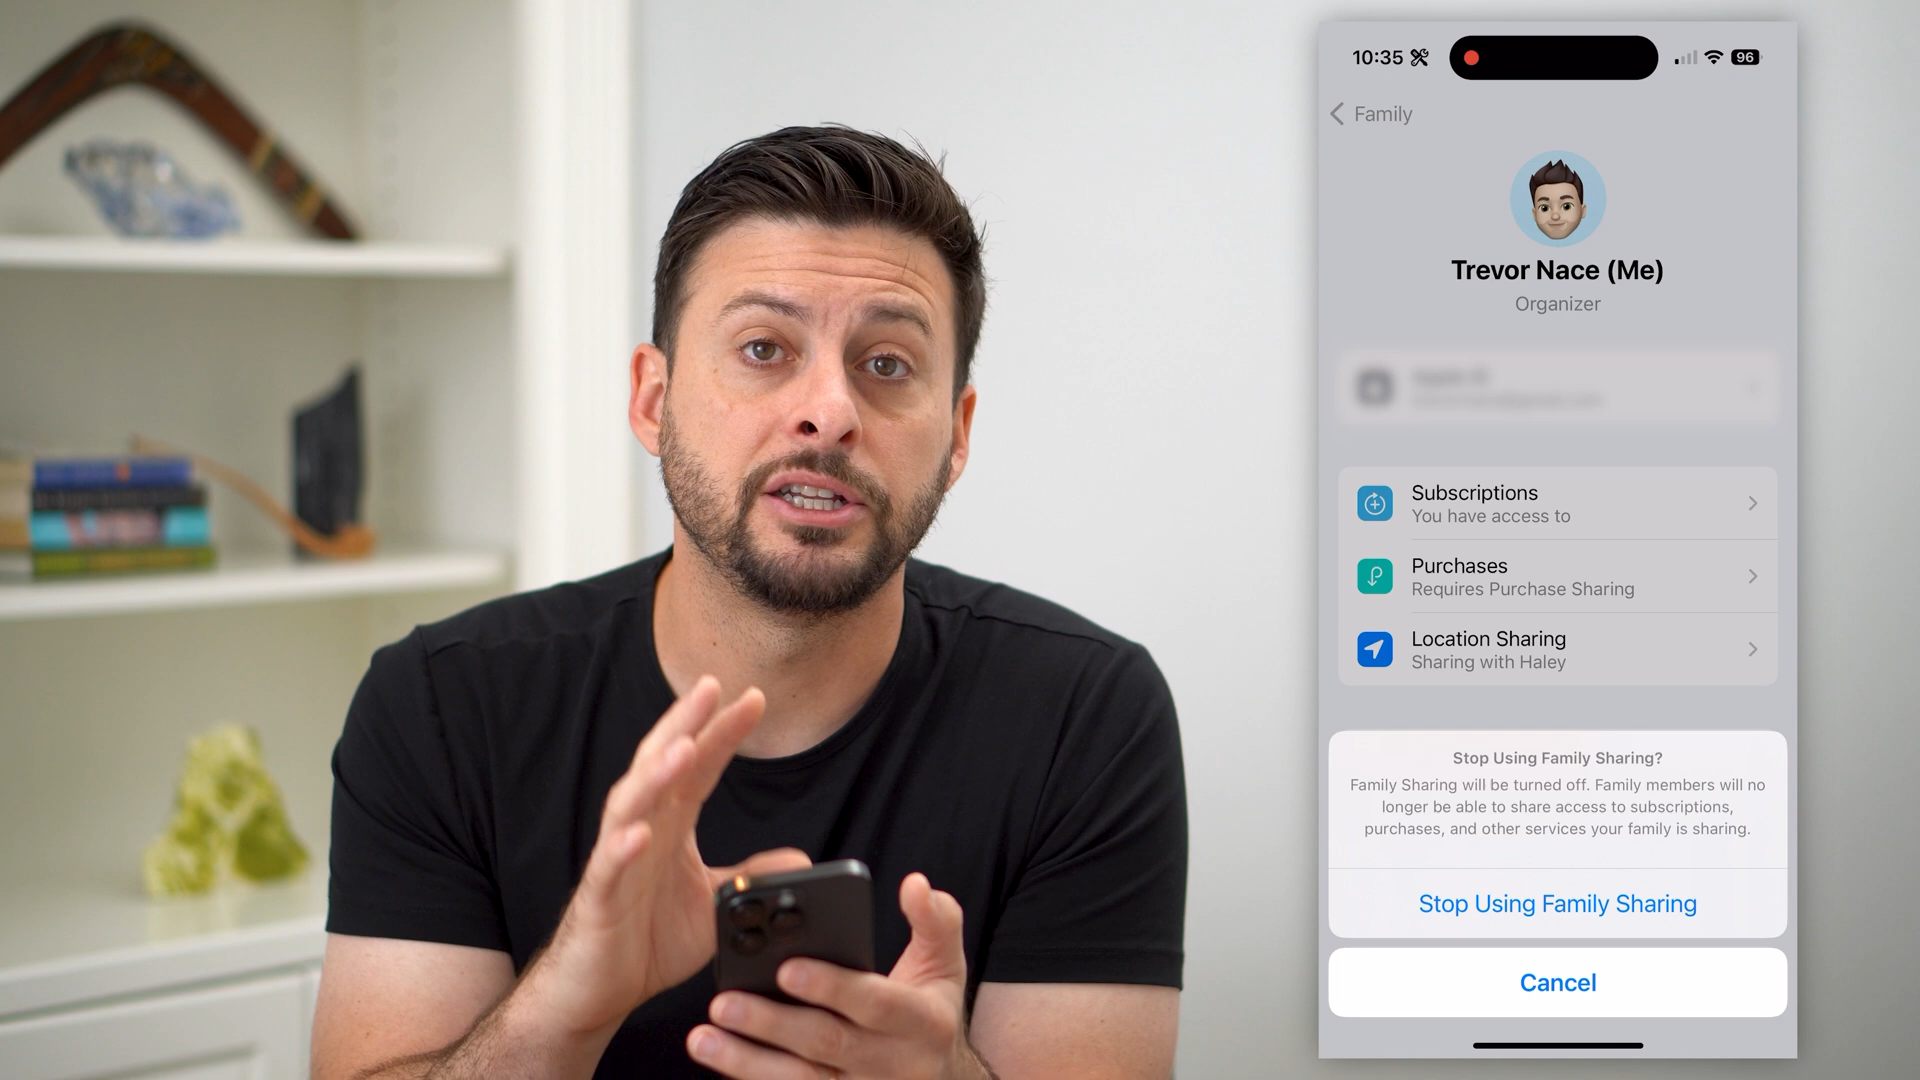 10:35
96
Family
Trevor Nace (Me)
Organizer
Subscriptions
You have access to
Purchases
Requires Purchase Sharing
Location Sharing
Sharing with Haley
Stop Using Family Sharing?
Family Sharing will be turned off. Family members will no
longer be able to share access to subscriptions,
purchases, and other services your family is sharing.
Stop Using Family Sharing
Cancel